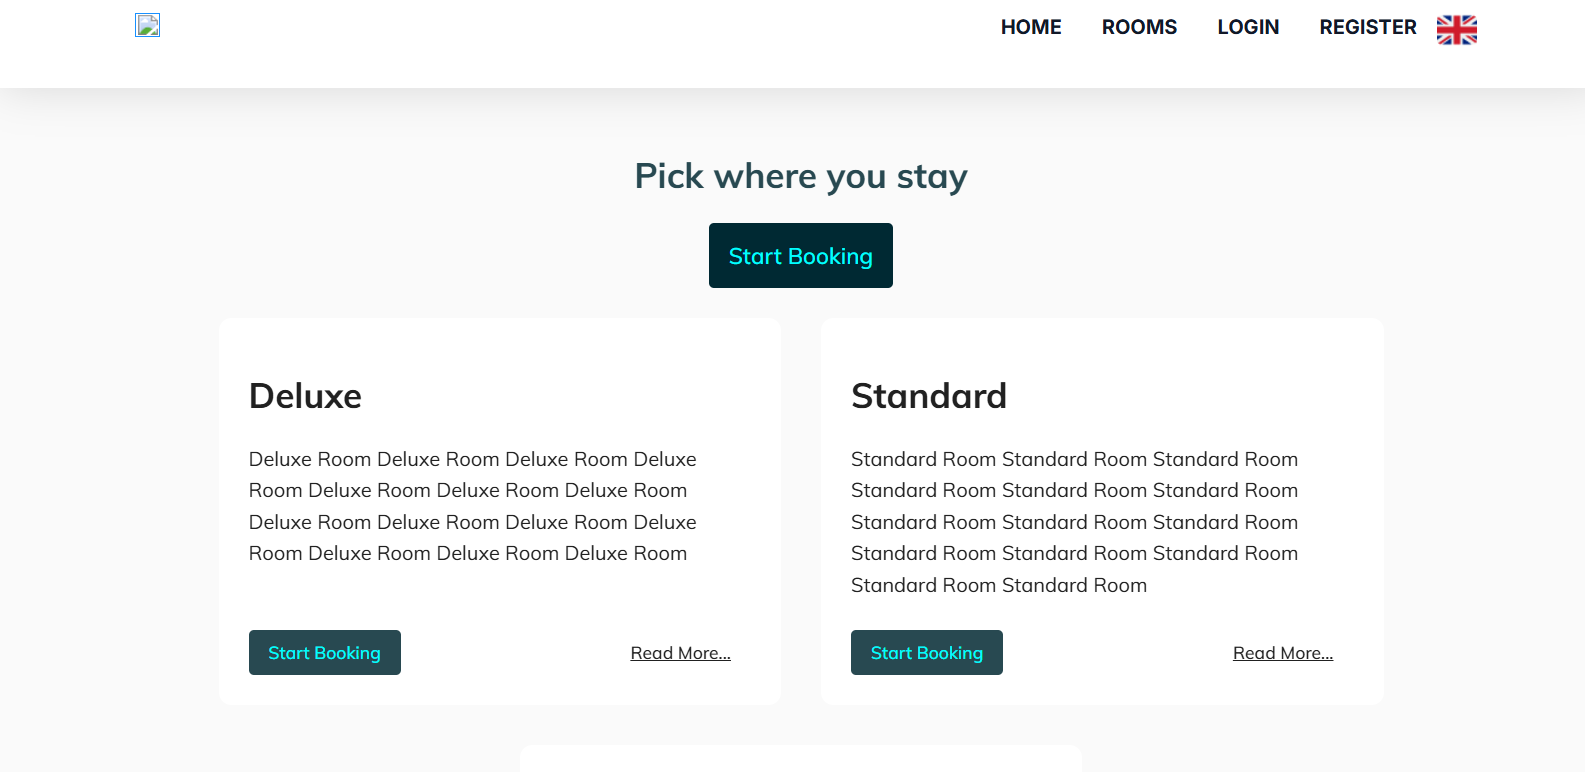 HOME ROOMS LOGIN REGISTER
Pick where you stay
Start Booking
Deluxe
Deluxe Room Deluxe Room Deluxe Room Deluxe
Room Deluxe Room Deluxe Room Deluxe Room
Deluxe Room Deluxe Room Deluxe Room Deluxe
Room Deluxe Room Deluxe Room Deluxe Room
Start Booking Read More...
Standard
Standard Room Standard Room Standard Room
Standard Room Standard Room Standard Room
Standard Room Standard Room Standard Room
Standard Room Standard Room Standard Room
Standard Room Standard Room
Start Booking Read More...